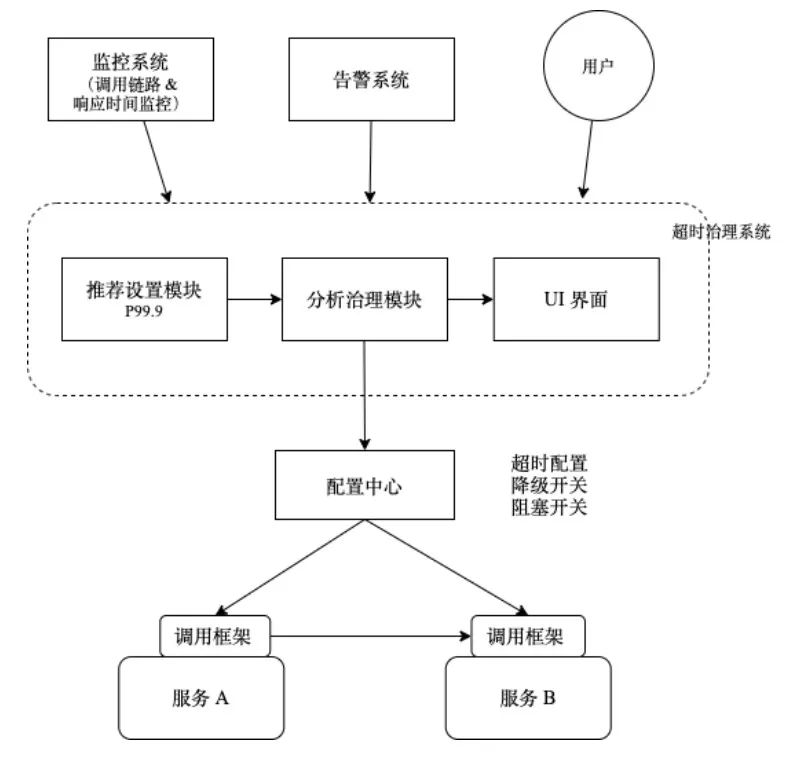 监控系统
（调用链路 &
响应时间监控）
告警系统
用户
超时治理系统
推荐设置模块
P99.9
分析治理模块
UI 界面
配置中心
超时配置
降级开关
阻塞开关
调用框架
调用框架
服务 A
服务 B